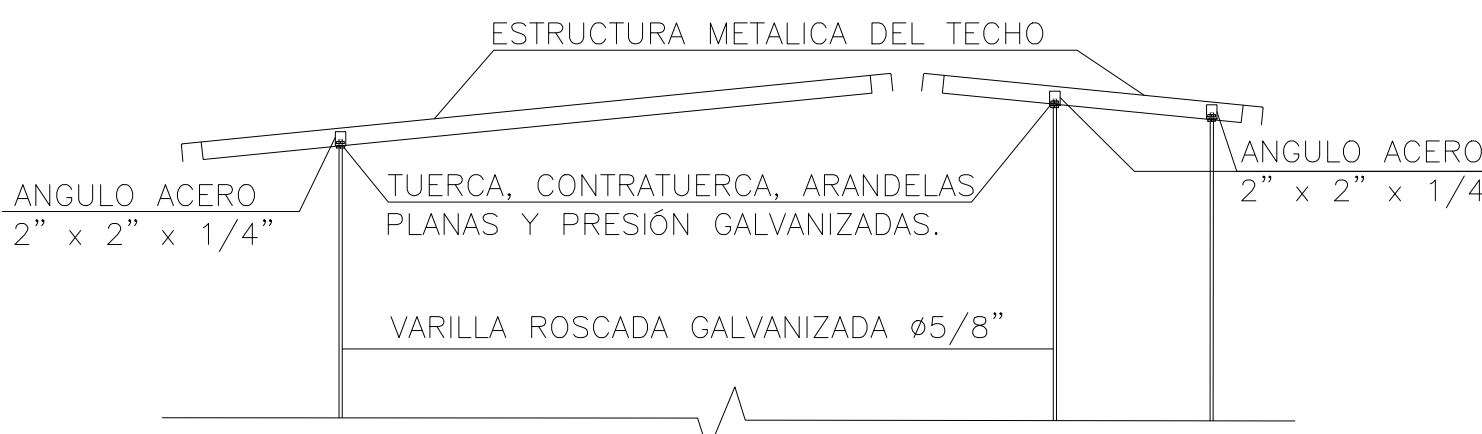 ESTRUCTURA METALICA DEL TECHO
ANGULO ACERO
2” x 2” x 1/4”
TUERCA, CONTRATUERCA, ARANDELAS
PLANAS Y PRESIÓN GALVANIZADAS.
ANGULO ACERO
2” x 2” x 1/4
VARILLA ROSCADA GALVANIZADA ø5/8”